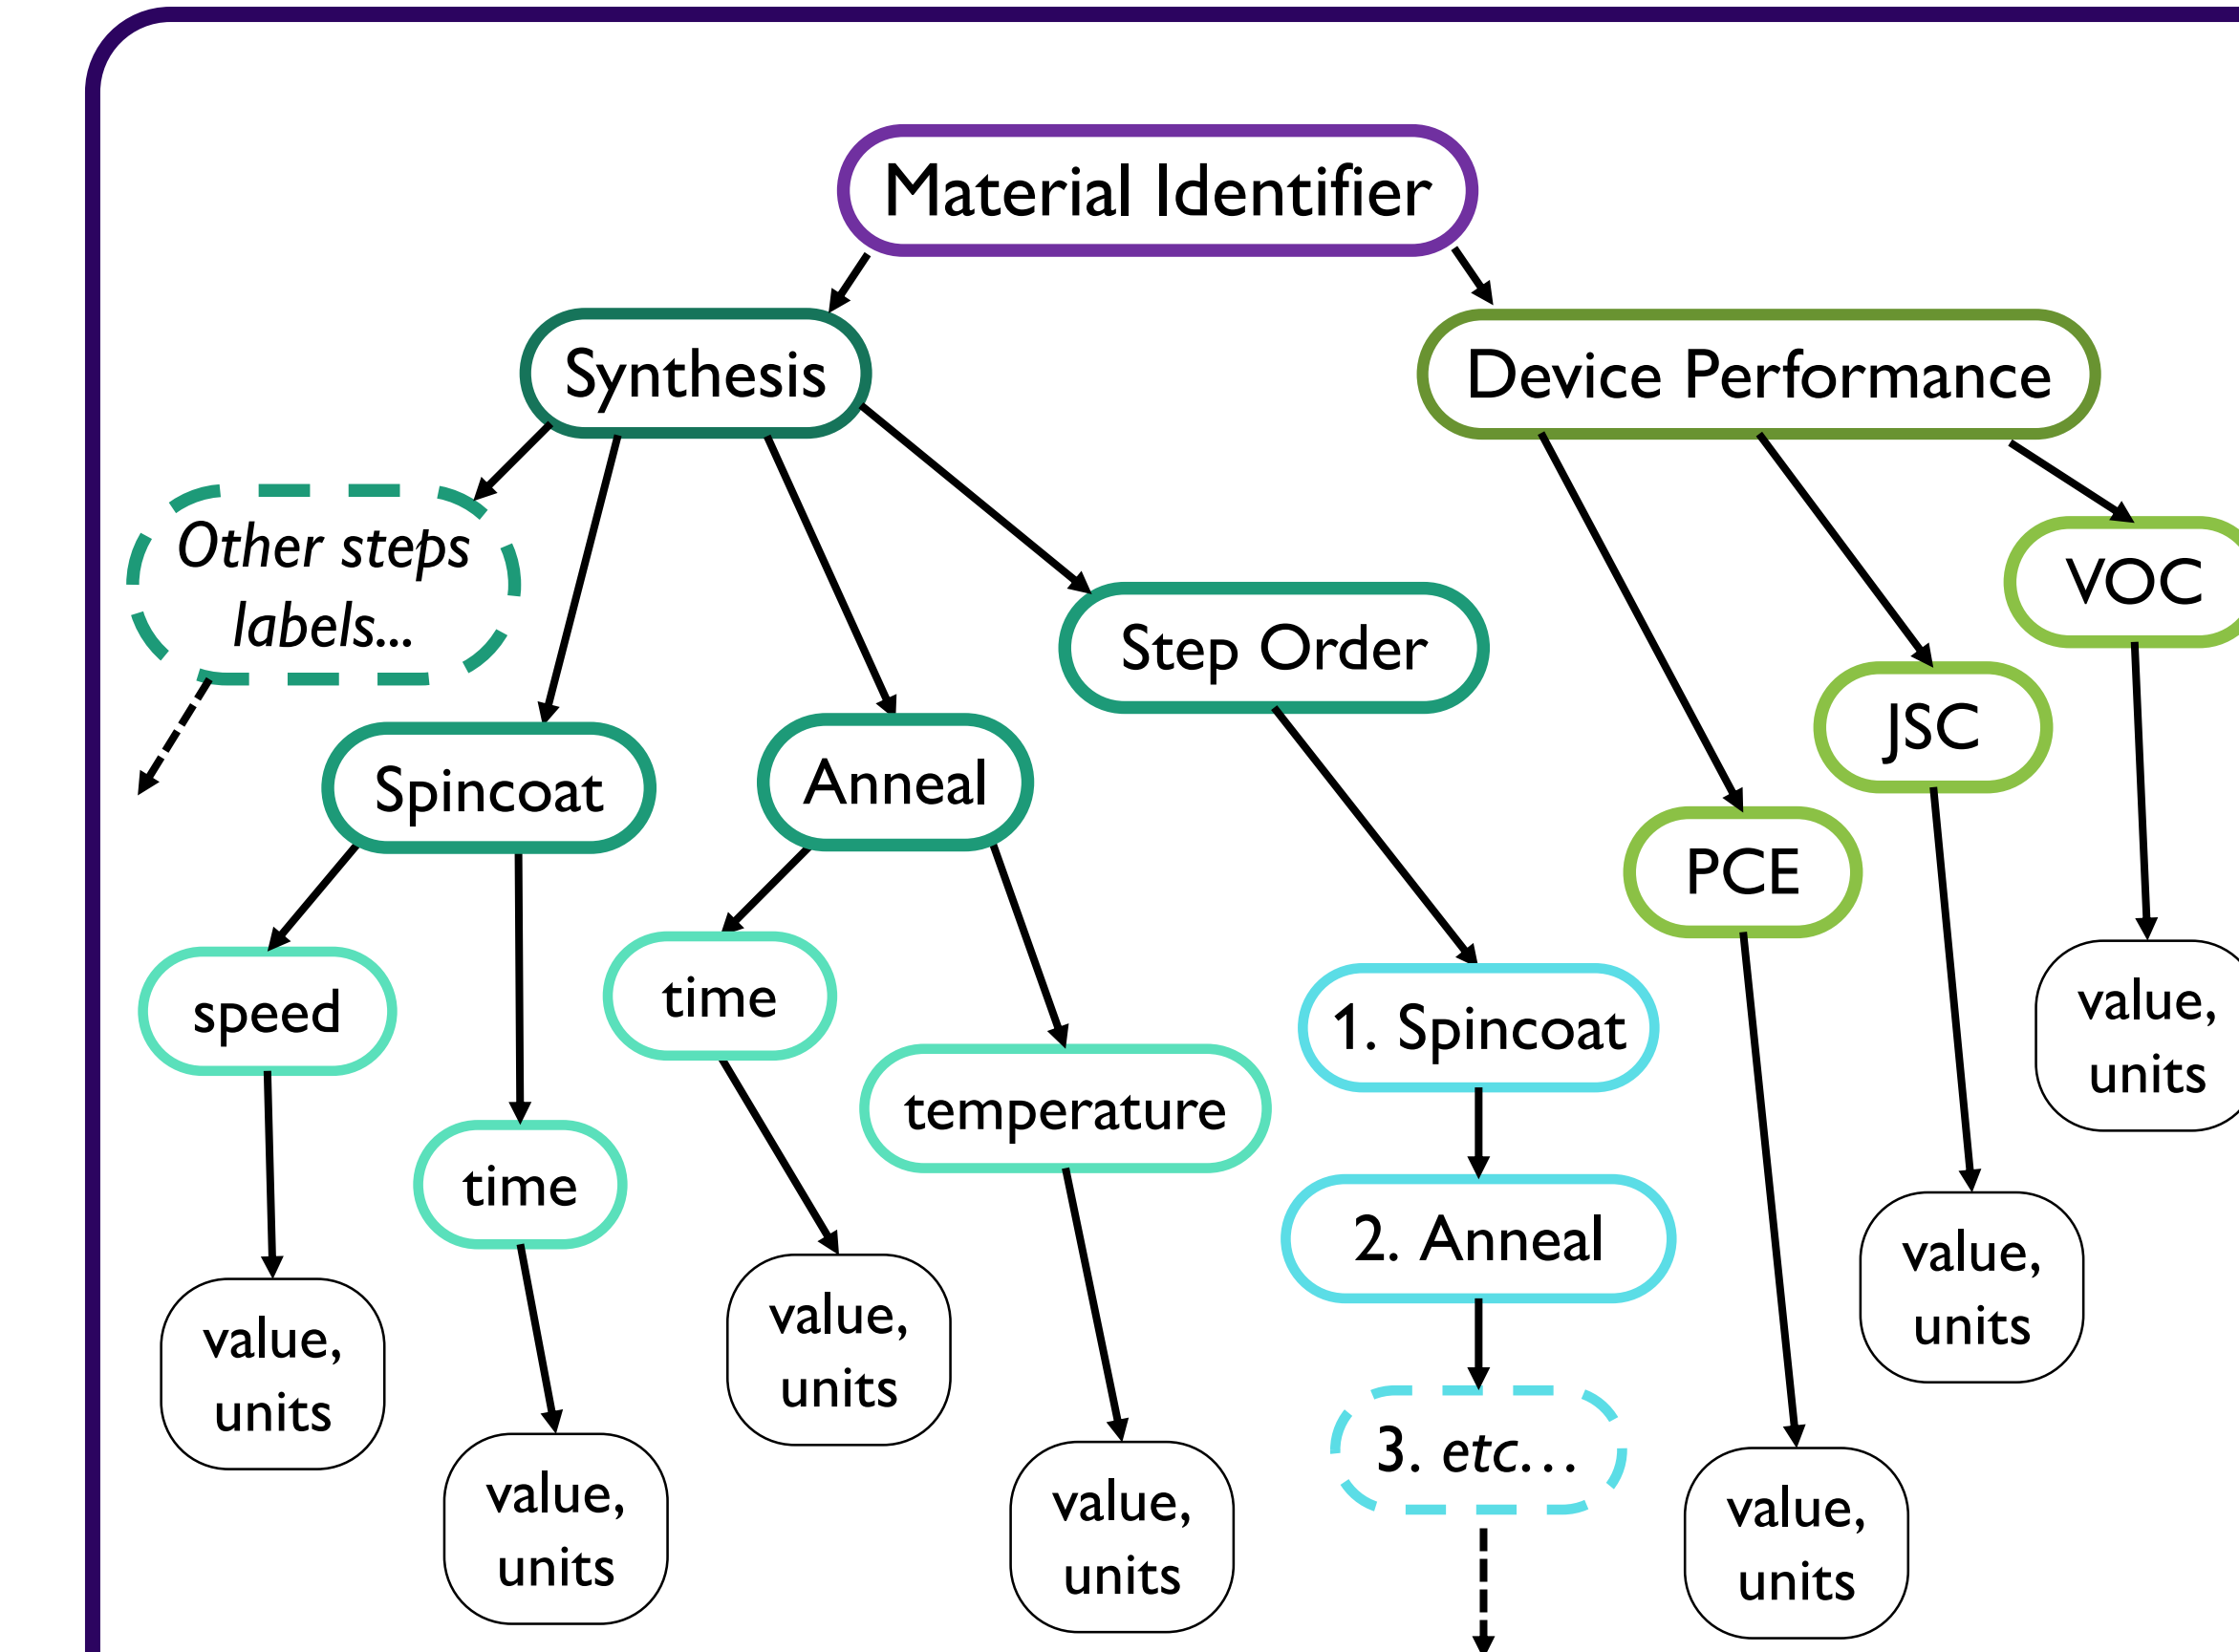 Material Identifier
Synthesis
Device Performance
Other steps
labels...
VOC
Step Order
JSC
Spincoat
Anneal
PCE
speed
time
1. Spincoat
value,
units
time
temperature
2. Anneal
value,
units
value,
units
value,
units
3. etc...
value,
units
value,
units
value,
units